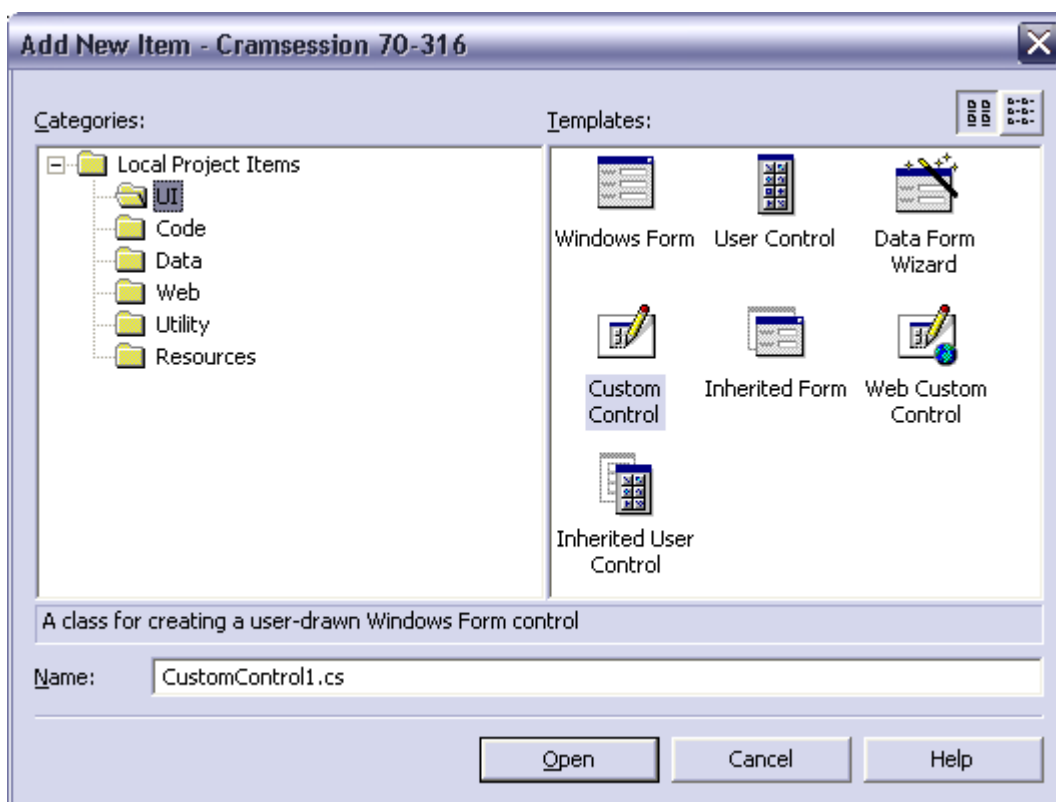 Add New Item - Cramsession 70-316
Categories:
Templates:
Local Project Items
UI
Code
Data
Web
Utility
Resources
Windows Form
User Control
Data Form
Wizard
Custom
Control
Inherited Form
Web Custom
Control
Inherited User
Control
A class for creating a user-drawn Windows Form control
Name:
CustomControl1.cs
Open
Cancel
Help